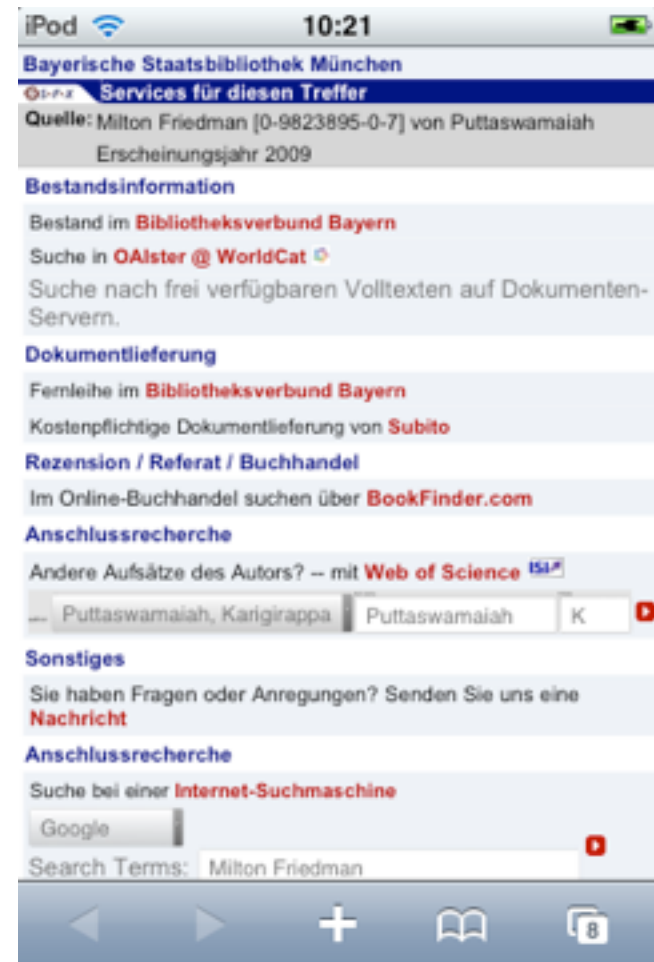 iPod 10:21
Bayerische Staatsbibliothek München
Services für diesen Treffer
Quelle: Milton Friedman [0-9823895-0-7] von Puttaswamaiah
Erscheinungsjahr 2009
Bestandsinformation
Bestand im Bibliotheksverbund Bayern
Suche in OAIster @ WorldCat
Suche nach frei verfügbaren Volltexten auf Dokumenten-
Servern.
Dokumentlieferung
Fernleihe im Bibliotheksverbund Bayern
Kostenpflichtige Dokumentlieferung von Subito
Rezension / Referat / Buchhandel
Im Online-Buchhandel suchen über BookFinder.com
Anschlussrecherche
Andere Aufsätze des Autors? -- mit Web of Science ISI
Puttaswamaiah, Karigirappa Puttaswamaiah K
Sonstiges
Sie haben Fragen oder Anregungen? Senden Sie uns eine
Nachricht
Anschlussrecherche
Suche bei einer Internet-Suchmaschine
Google
Search Terms: Milton Friedman
8